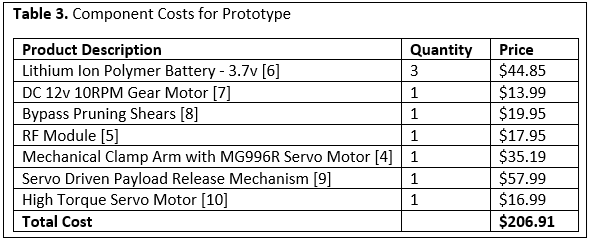 Table 3. Component Costs for Prototype
Product Description Quantity Price
Lithium Ion Polymer Battery - 3.7v [6] 3 $44.85
DC 12v 10RPM Gear Motor [7] 1 $13.99
Bypass Pruning Shears [8] 1 $19.95
RF Module [5] 1 $17.95
Mechanical Clamp Arm with MG996R Servo Motor [4] 1 $35.19
Servo Driven Payload Release Mechanism [9] 1 $57.99
High Torque Servo Motor [10] 1 $16.99
Total Cost $206.91